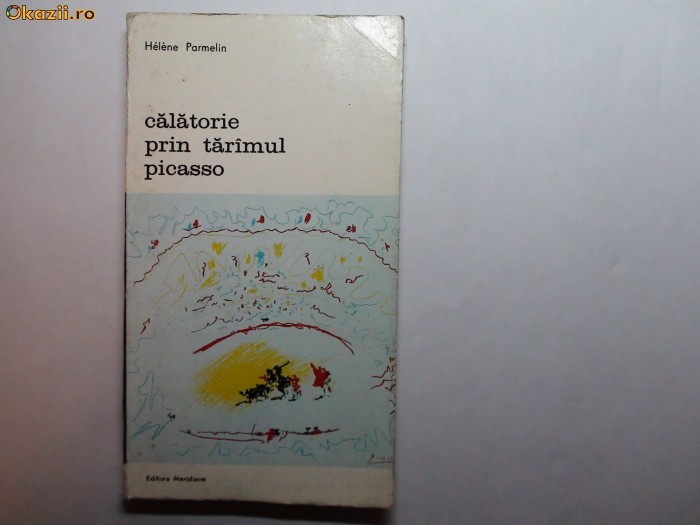 Okazii.ro
Hélène Parmelin
călătorie
prin tărîmul
picasso
Editura Meridiane